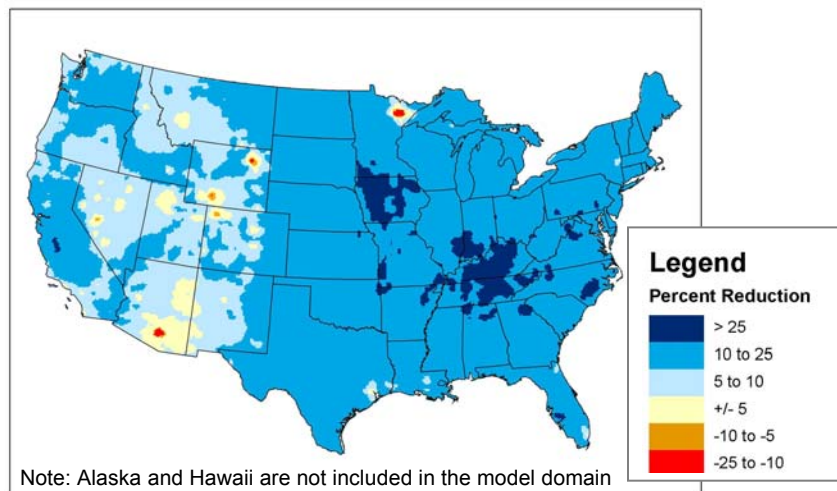 Legend
Percent Reduction
> 25
10 to 25
5 to 10
+/- 5
-10 to -5
-25 to -10
Note: Alaska and Hawaii are not included in the model domain